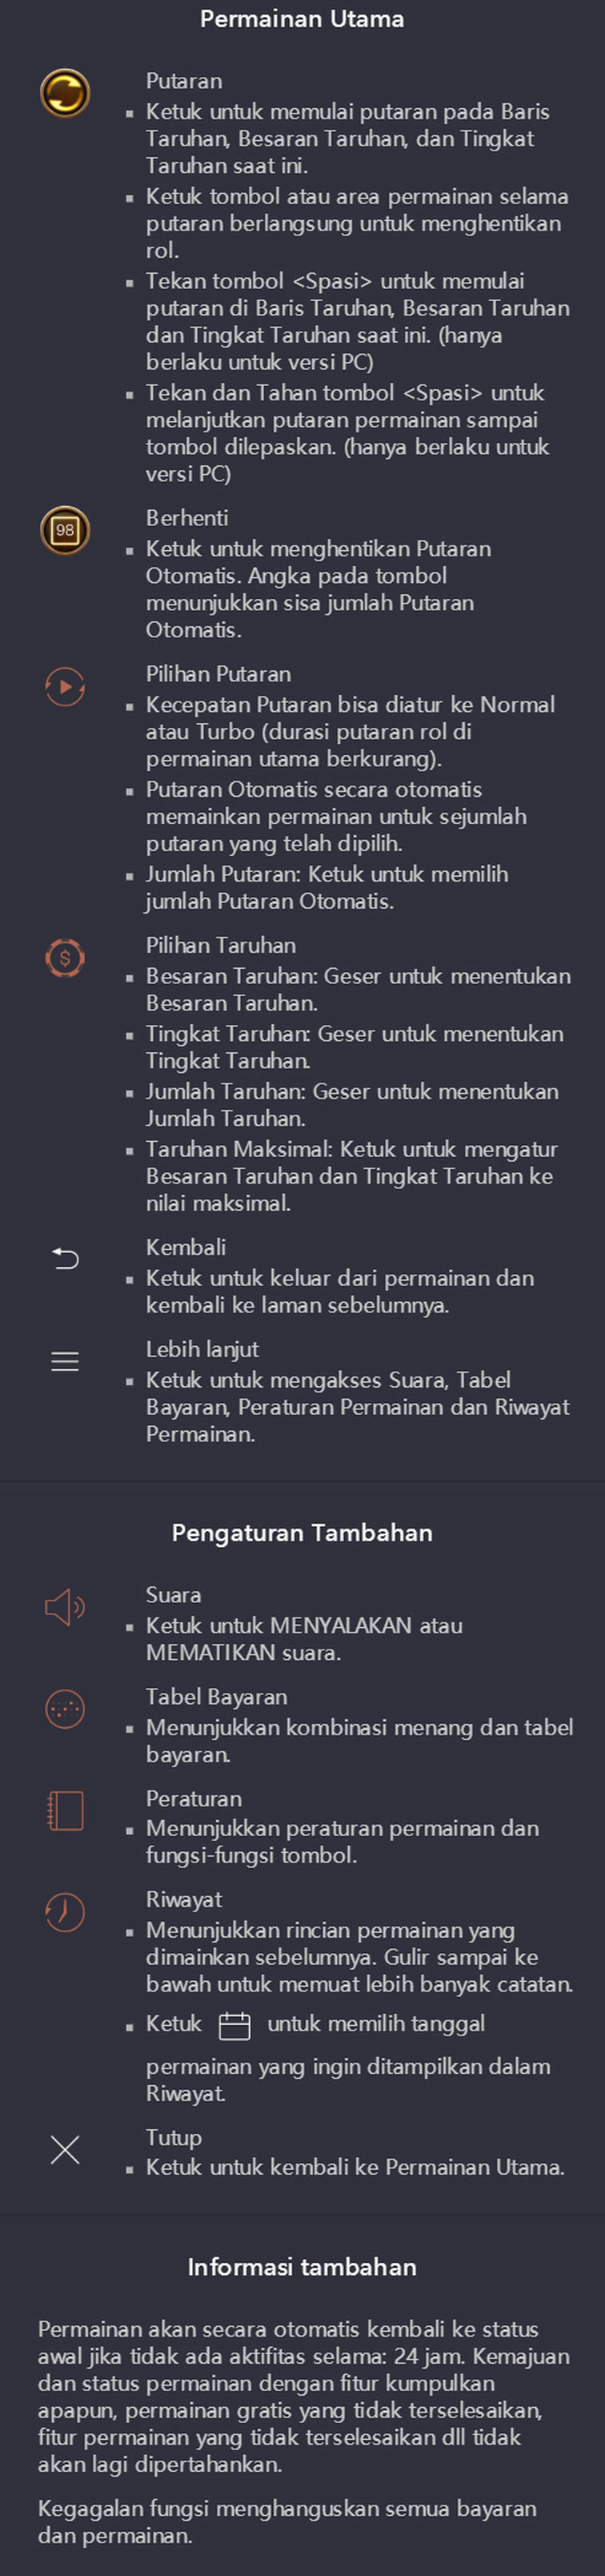 Permainan Utama
Putaran
▪ Ketuk untuk memulai putaran pada Baris
Taruhan, Besaran Taruhan, dan Tingkat
Taruhan saat ini.
▪ Ketuk tombol atau area permainan selama
putaran berlangsung untuk menghentikan
rol.
▪ Tekan tombol <Spasi> untuk memulai
putaran di Baris Taruhan, Besaran Taruhan
dan Tingkat Taruhan saat ini. (hanya
berlaku untuk versi PC)
▪ Tekan dan Tahan tombol <Spasi> untuk
melanjutkan putaran permainan sampai
tombol dilepaskan. (hanya berlaku untuk
versi PC)
98
Berhenti
▪ Ketuk untuk menghentikan Putaran
Otomatis. Angka pada tombol
menunjukkan sisa jumlah Putaran
Otomatis.
Pilihan Putaran
▪ Kecepatan Putaran bisa diatur ke Normal
atau Turbo (durasi putaran rol di
permainan utama berkurang).
▪ Putaran Otomatis secara otomatis
memainkan permainan untuk sejumlah
putaran yang telah dipilih.
▪ Jumlah Putaran: Ketuk untuk memilih
jumlah Putaran Otomatis.
$
Pilihan Taruhan
▪ Besaran Taruhan: Geser untuk menentukan
Besaran Taruhan.
▪ Tingkat Taruhan: Geser untuk menentukan
Tingkat Taruhan.
▪ Jumlah Taruhan: Geser untuk menentukan
Jumlah Taruhan.
▪ Taruhan Maksimal: Ketuk untuk mengatur
Besaran Taruhan dan Tingkat Taruhan ke
nilai maksimal.
Kembali
▪ Ketuk untuk keluar dari permainan dan
kembali ke laman sebelumnya.
Lebih lanjut
▪ Ketuk untuk mengakses Suara, Tabel
Bayaran, Peraturan Permainan dan Riwayat
Permainan.
Pengaturan Tambahan
Suara
▪ Ketuk untuk MENYALAKAN atau
MEMATIKAN suara.
Tabel Bayaran
▪ Menunjukkan kombinasi menang dan tabel
bayaran.
Peraturan
▪ Menunjukkan peraturan permainan dan
fungsi-fungsi tombol.
Riwayat
▪ Menunjukkan rincian permainan yang
dimainkan sebelumnya. Gulir sampai ke
bawah untuk memuat lebih banyak catatan.
▪ Ketuk untuk memilih tanggal
permainan yang ingin ditampilkan dalam
Riwayat.
Tutup
▪ Ketuk untuk kembali ke Permainan Utama.
Informasi tambahan
Permainan akan secara otomatis kembali ke status
awal jika tidak ada aktifitas selama: 24 jam. Kemajuan
dan status permainan dengan fitur kumpulkan
apapun, permainan gratis yang tidak terselesaikan,
fitur permainan yang tidak terselesaikan dll tidak
akan lagi dipertahankan.
Kegagalan fungsi menghanguskan semua bayaran
dan permainan.